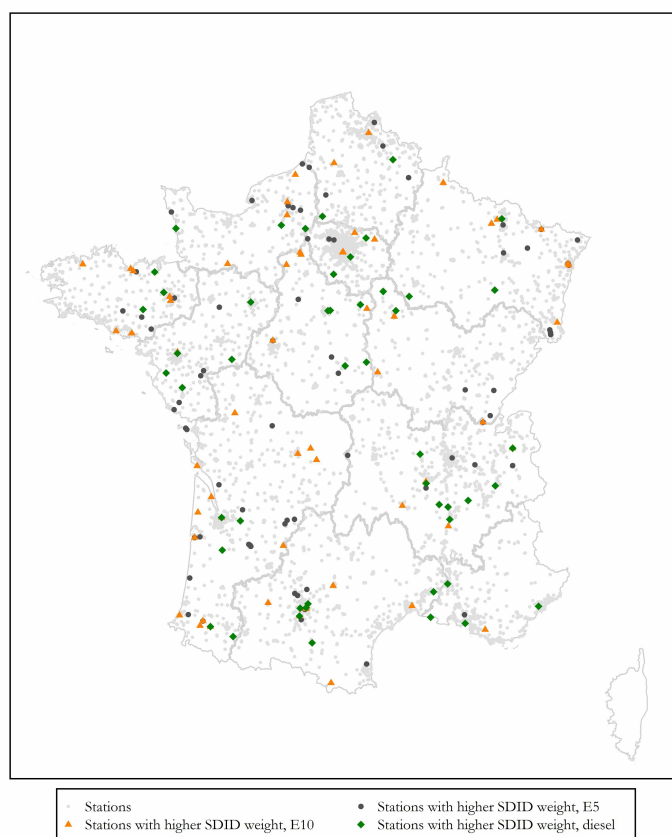 Stations
Stations with higher SDID weight, E5
Stations with higher SDID weight, E10
Stations with higher SDID weight, diesel